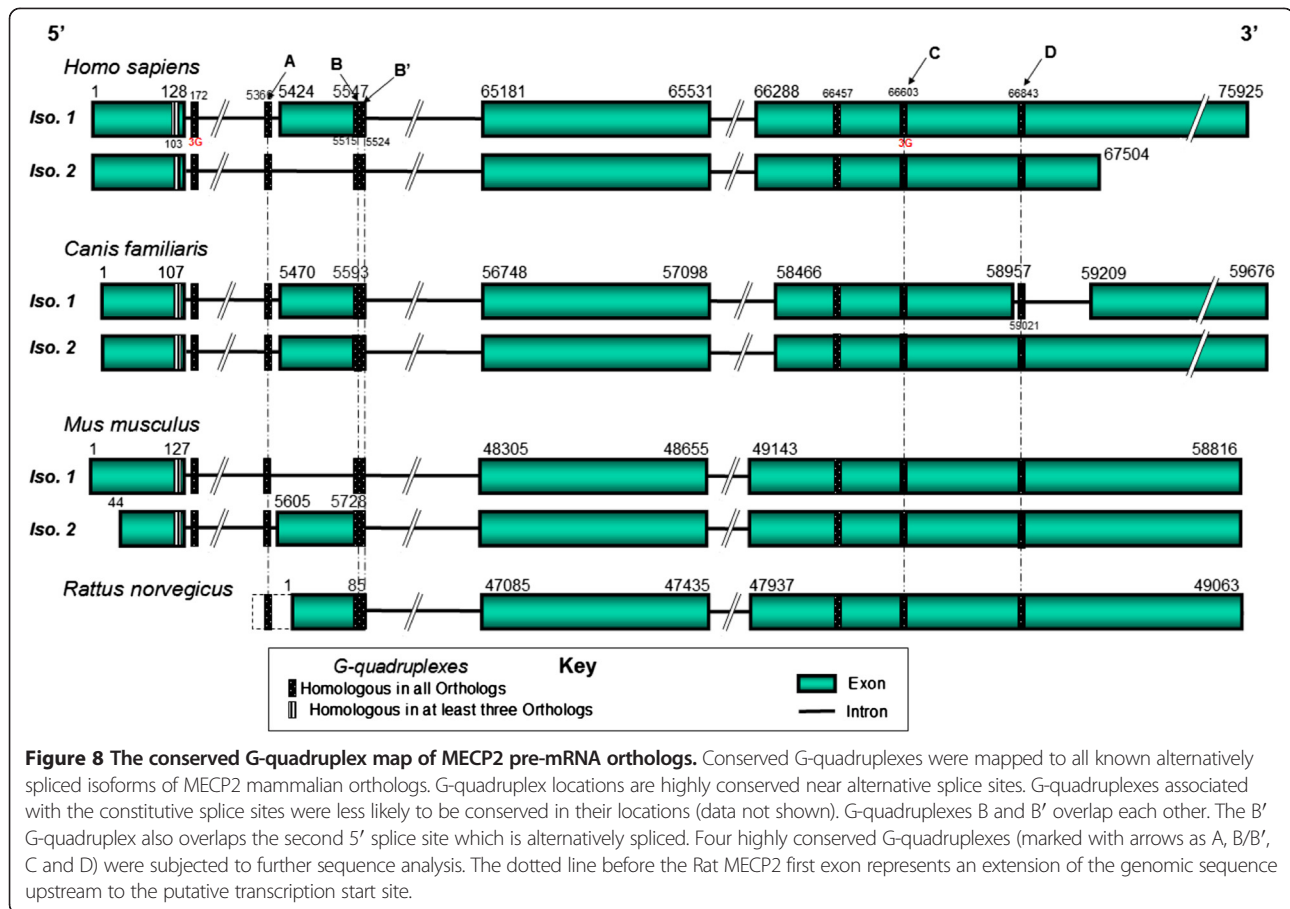 5’ 3’
Homo sapiens A B B’ C D
1 128 172 5366 5424 5547 65181 65531 66288 66457 66603 66843 75925
Iso. 1
103 3G 5515 5524 3G
Iso. 2 67504
Canis familiaris
1 107 5470 5593 56748 57098 58466 58957 59209 59676
Iso. 1
59021
Iso. 2
Mus musculus
1 127 48305 48655 49143 58816
Iso. 1
44 5605 5728
Iso. 2
Rattus norvegicus
1 85 47085 47435 47937 49063
G-quadruplexes Key
Homologous in all Orthologs Exon
Homologous in at least three Orthologs Intron
Figure 8 The conserved G-quadruplex map of MECP2 pre-mRNA orthologs. Conserved G-quadruplexes were mapped to all known alternatively
spliced isoforms of MECP2 mammalian orthologs. G-quadruplex locations are highly conserved near alternative splice sites. G-quadruplexes associated
with the constitutive splice sites were less likely to be conserved in their locations (data not shown). G-quadruplexes B and B′ overlap each other. The B′
G-quadruplex also overlaps the second 5′ splice site which is alternatively spliced. Four highly conserved G-quadruplexes (marked with arrows as A, B/B′,
C and D) were subjected to further sequence analysis. The dotted line before the Rat MECP2 first exon represents an extension of the genomic sequence
upstream to the putative transcription start site.